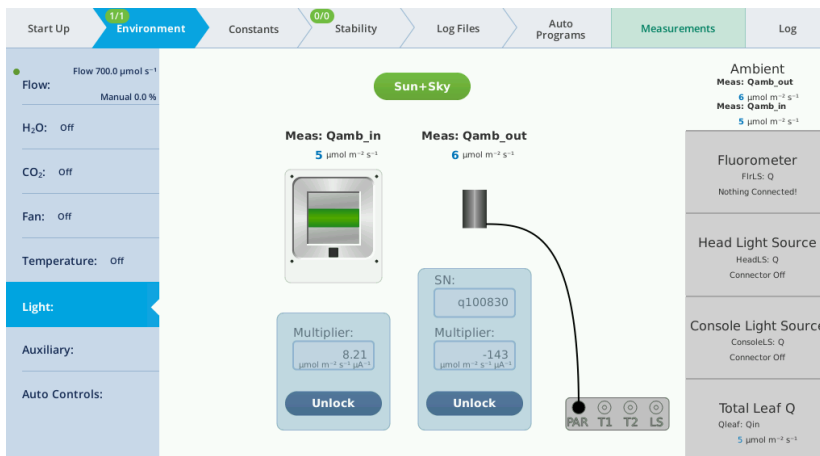 Start Up
1/1
Environment
Constants
0/0
Stability
Log Files
Auto
Programs
Measurements
Log
Flow 700.0 µmol s⁻¹
Flow:
Manual 0.0 %
H₂O: Off
CO₂: Off
Fan: Off
Temperature: Off
Light:
Auxiliary:
Auto Controls:
Sun+Sky
Meas: Qamb_in
5 µmol m⁻² s⁻¹
Meas: Qamb_out
6 µmol m⁻² s⁻¹
Multiplier:
8.21
µmol m⁻² s⁻¹ µA⁻¹
Unlock
SN:
q100830
Multiplier:
-143
µmol m⁻² s⁻¹ µA⁻¹
Unlock
PAR T1 T2 LS
Ambient
Meas: Qamb_out
6 µmol m⁻² s⁻¹
Meas: Qamb_in
5 µmol m⁻² s⁻¹
Fluorometer
FlrLS: Q
Nothing Connected!
Head Light Source
HeadLS: Q
Connector Off
Console Light Source
ConsoleLS: Q
Connector Off
Total Leaf Q
Qleaf: Qin
5 µmol m⁻² s⁻¹